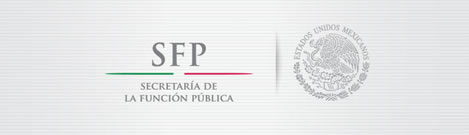 SFP
SECRETARÍA DE
LA FUNCIÓN PÚBLICA
ESTADOS UNIDOS MEXICANOS